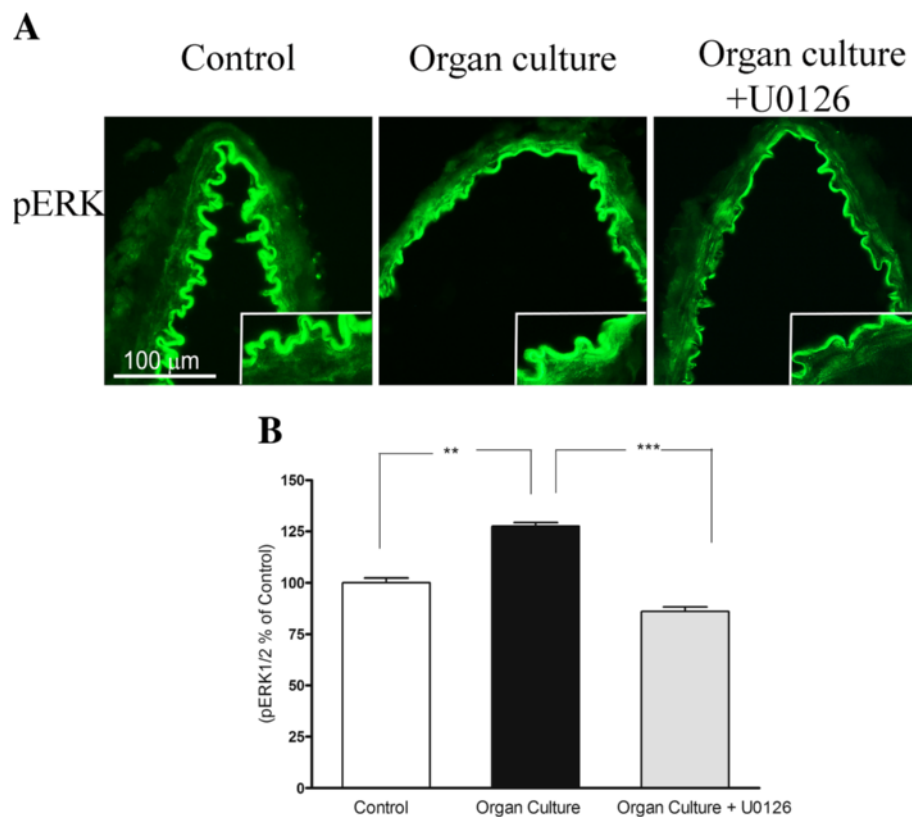 A
Control
Organ culture
Organ culture
+U0126
pERK
100 µm
B
**
***
150
125
100
75
50
25
0
(pERK1/2 % of Control)
Control
Organ Culture
Organ Culture + U0126